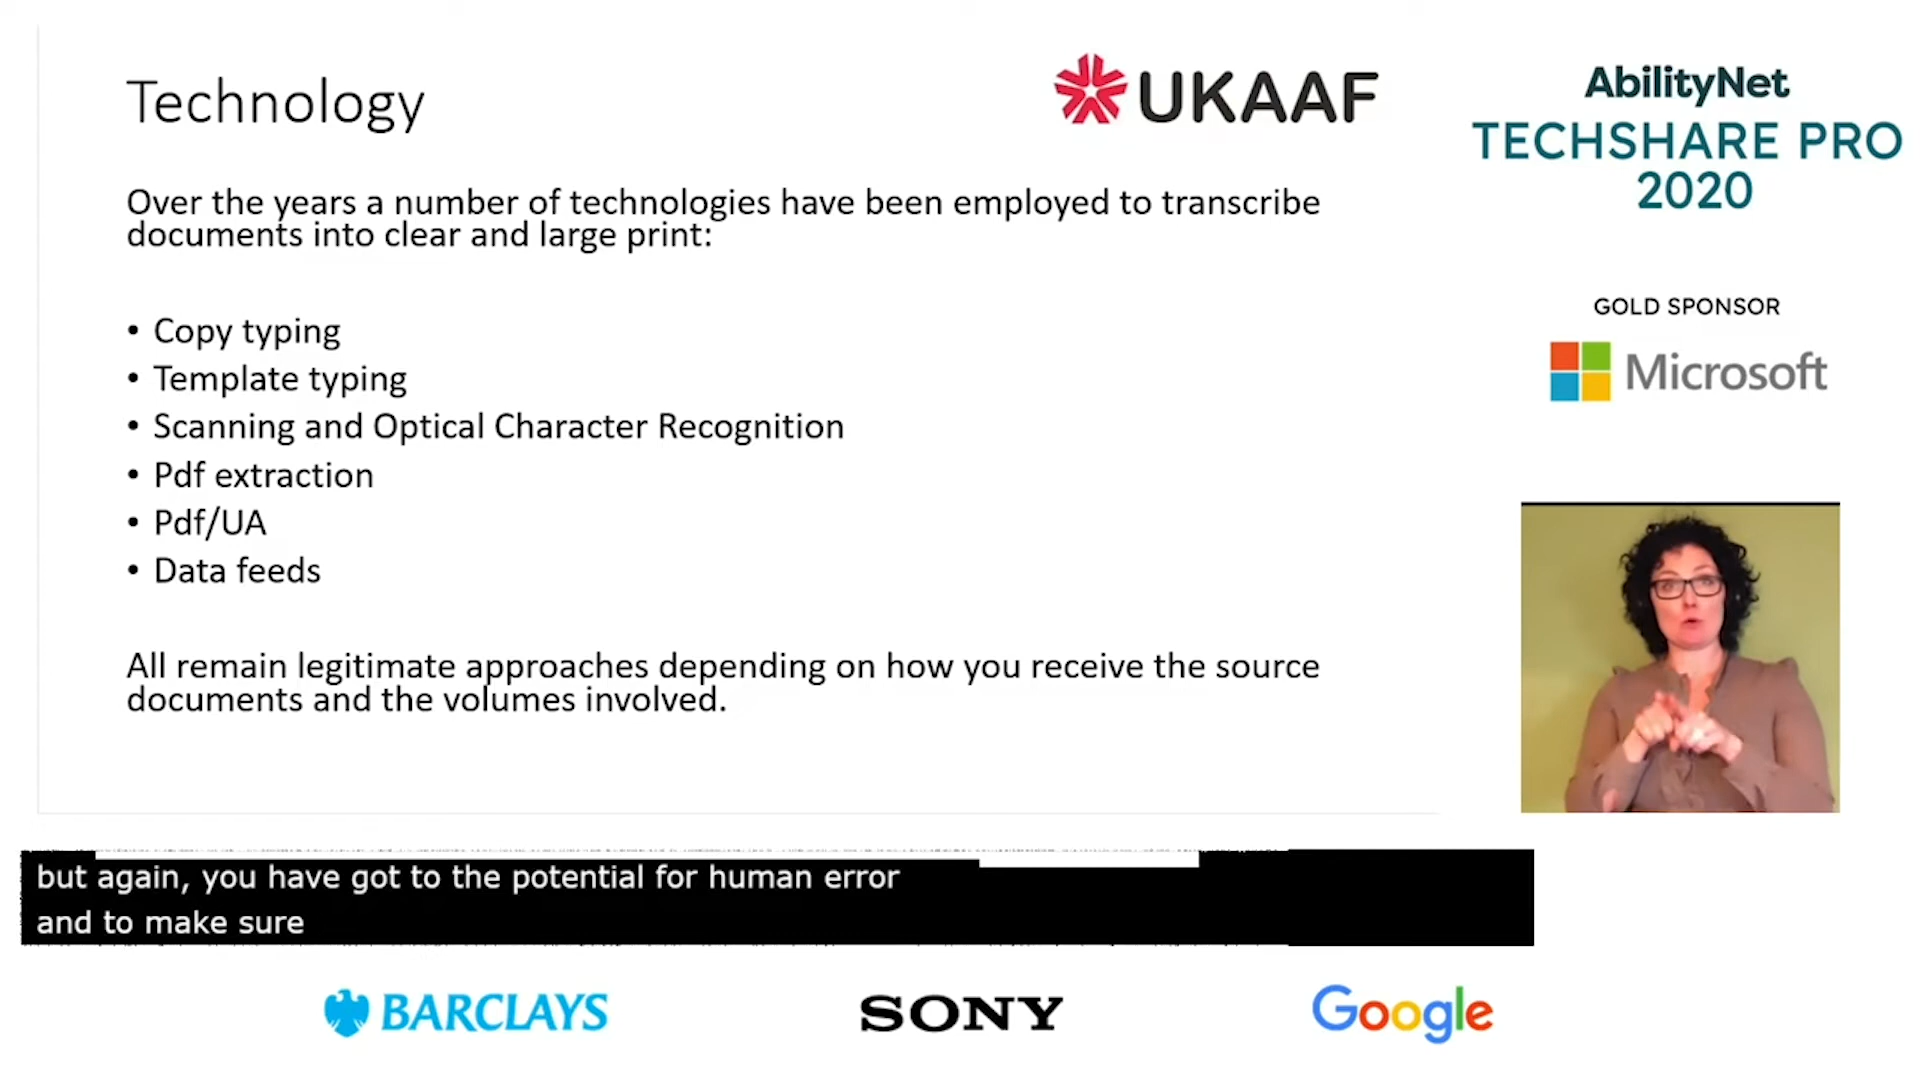 Technology
UKAAF
Over the years a number of technologies have been employed to transcribe
documents into clear and large print:
• Copy typing
• Template typing
• Scanning and Optical Character Recognition
• Pdf extraction
• Pdf/UA
• Data feeds
All remain legitimate approaches depending on how you receive the source
documents and the volumes involved.
AbilityNet
TECHSHARE PRO
2020
GOLD SPONSOR
Microsoft
but again, you have got to the potential for human error
and to make sure
BARCLAYS
SONY
Google